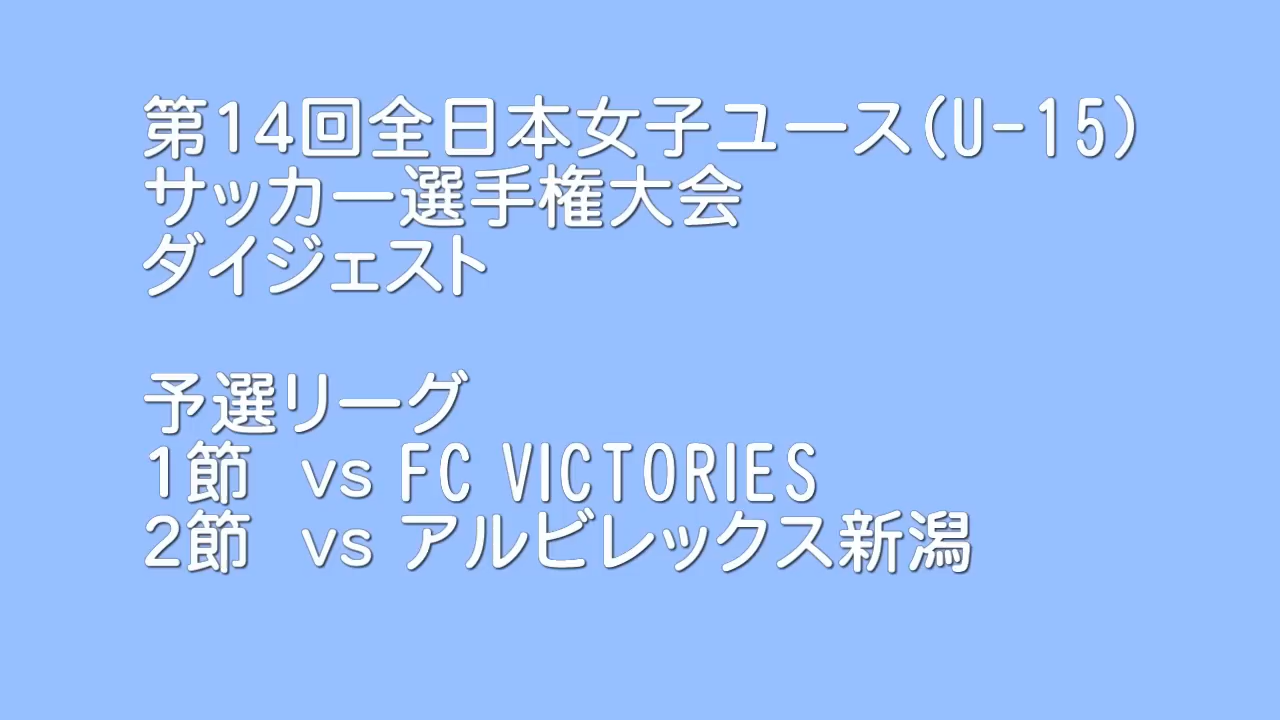 第14回全日本女子ユース(U-15)
サッカー選手権大会
ダイジェスト
予選リーグ
1節　vs FC VICTORIES
2節　vs アルビレックス新潟